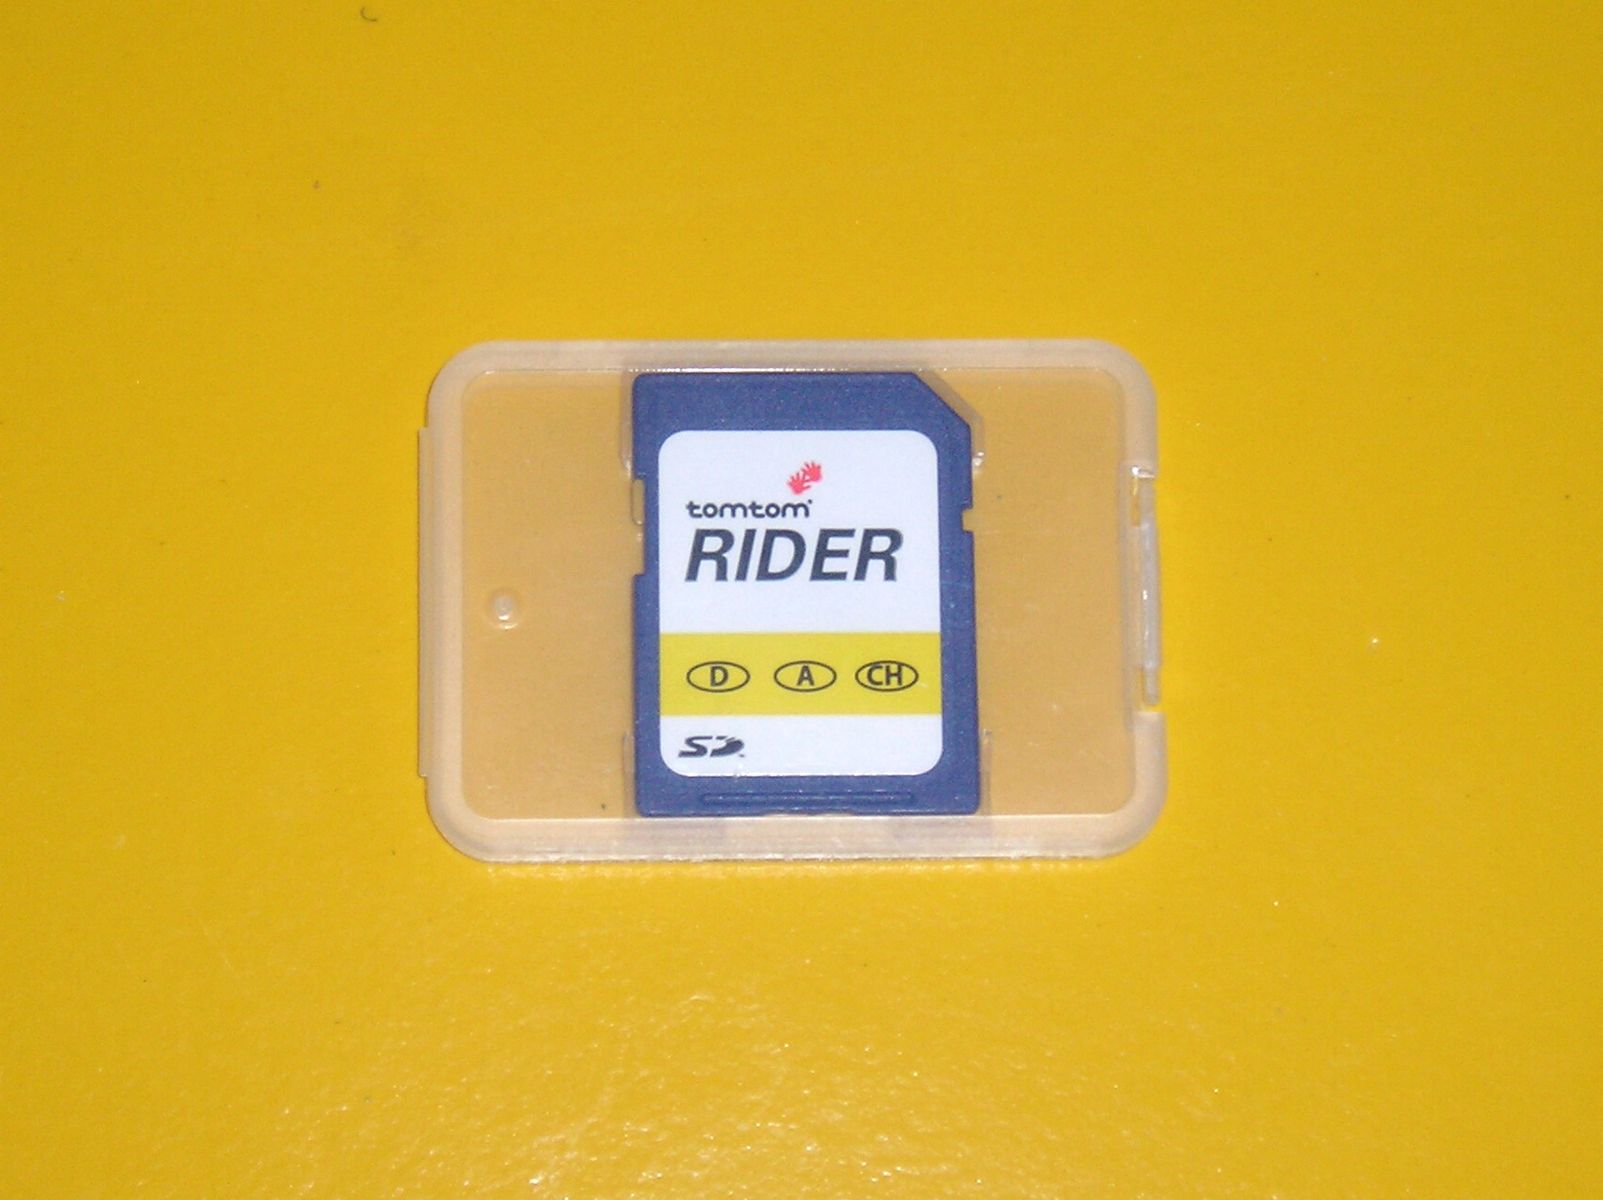 tomtom
RIDER
D A CH
SD